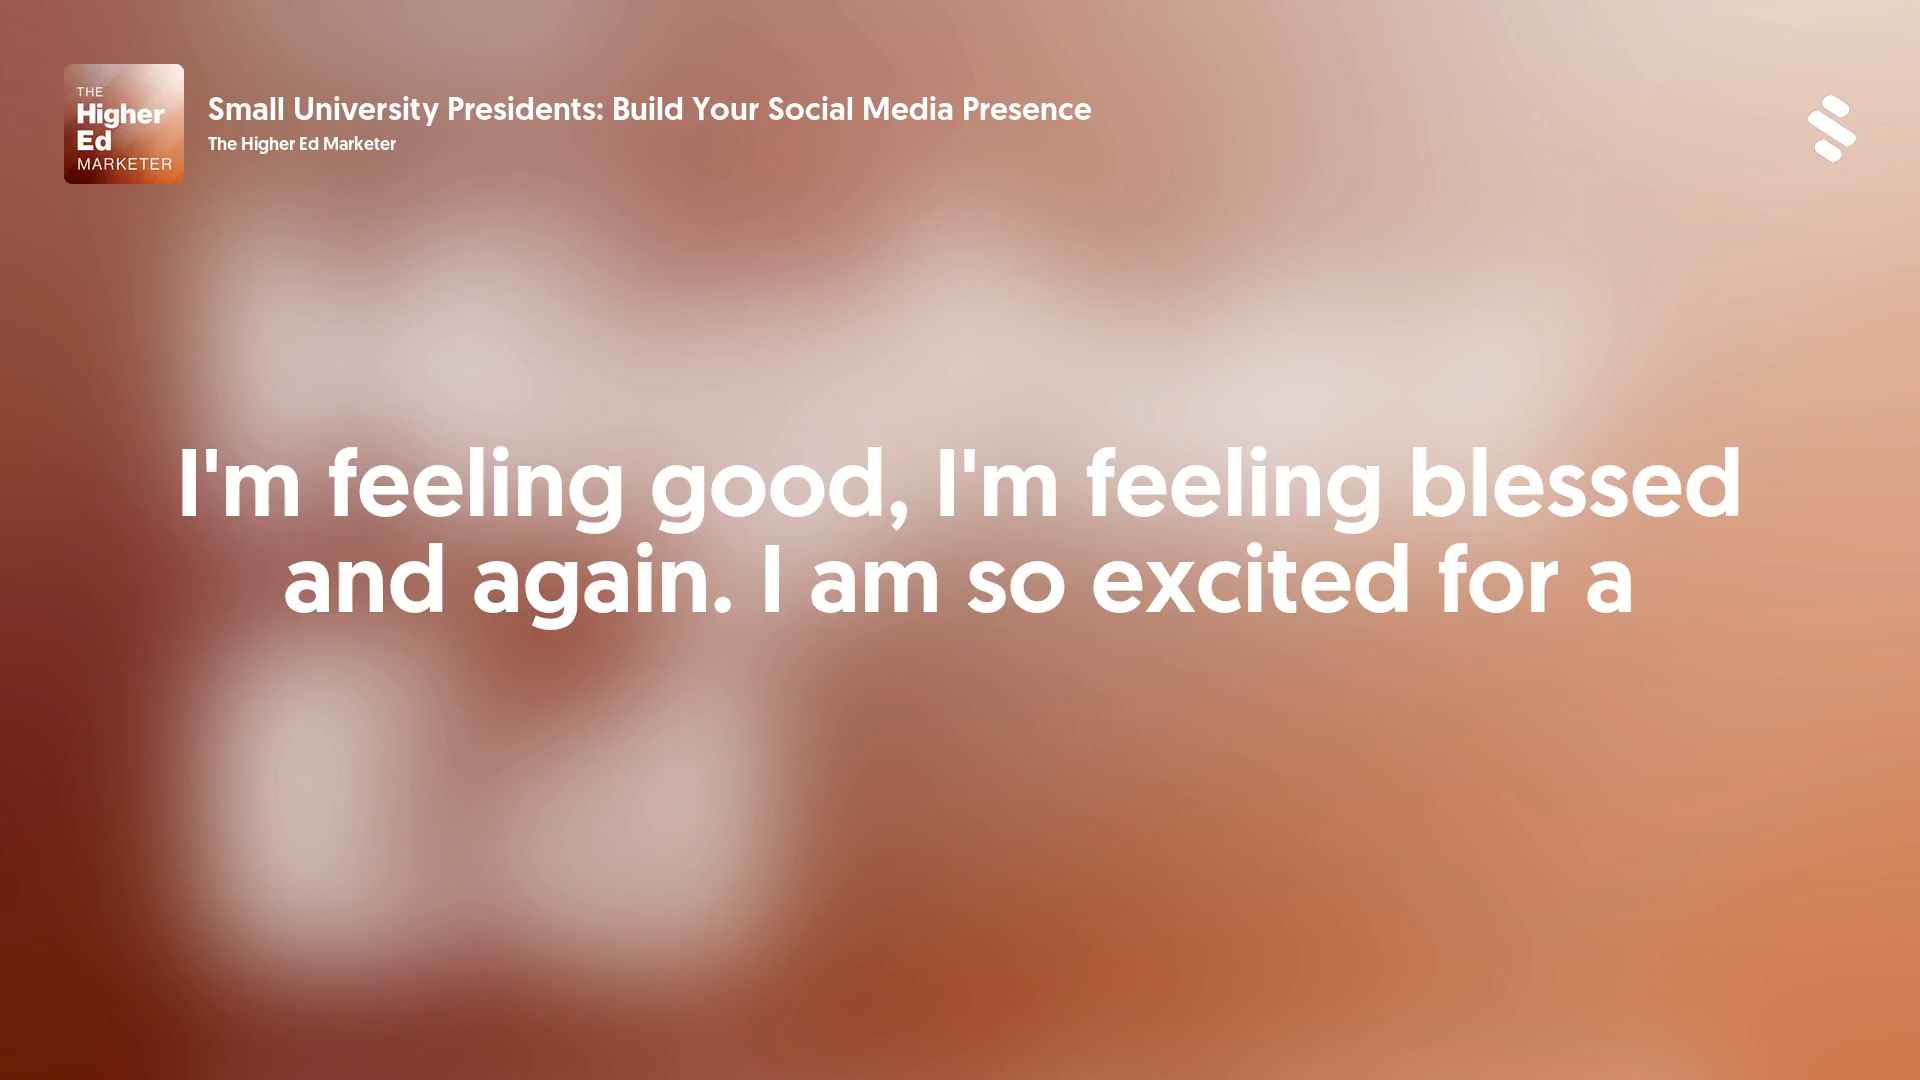 THE
Higher
Ed
MARKETER
Small University Presidents: Build Your Social Media Presence
The Higher Ed Marketer
I'm feeling good, I'm feeling blessed
and again. I am so excited for a